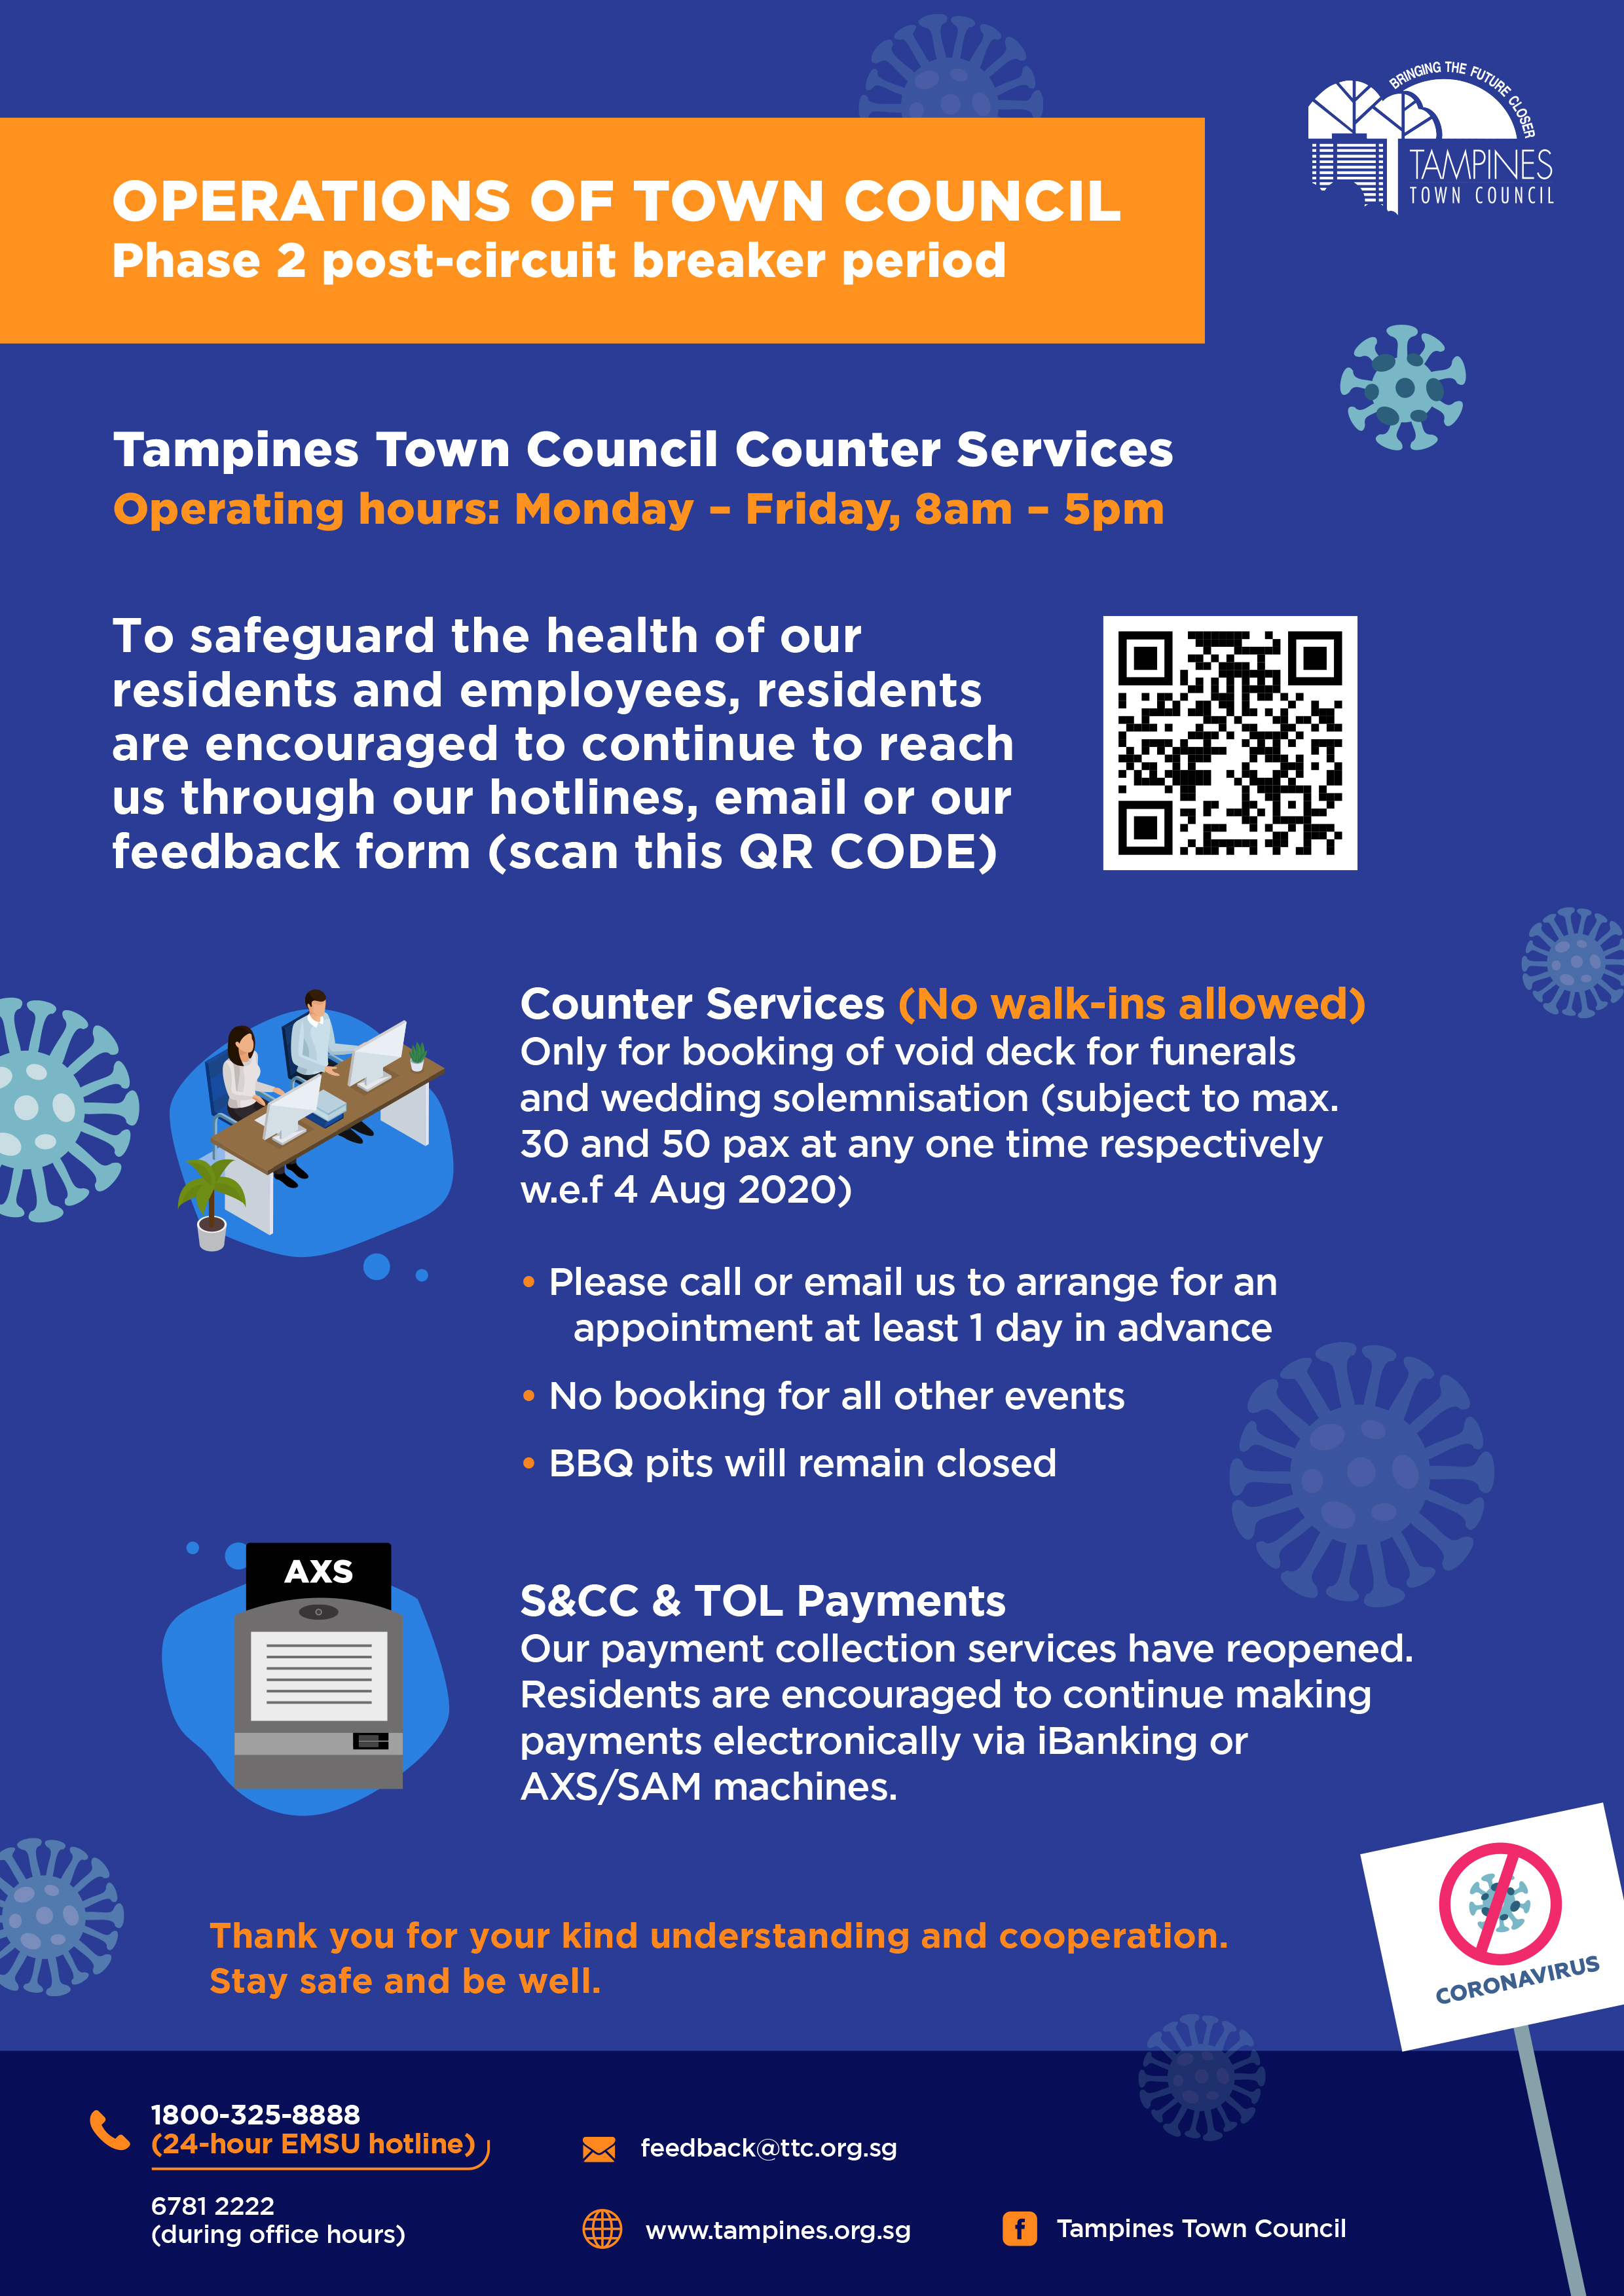 BRINGING THE FUTURE CLOSER
TAMPINES
TOWN COUNCIL
OPERATIONS OF TOWN COUNCIL
Phase 2 post-circuit breaker period
Tampines Town Council Counter Services
Operating hours: Monday – Friday, 8am – 5pm
To safeguard the health of our
residents and employees, residents
are encouraged to continue to reach
us through our hotlines, email or our
feedback form (scan this QR CODE)
Counter Services (No walk-ins allowed)
Only for booking of void deck for funerals
and wedding solemnisation (subject to max.
30 and 50 pax at any one time respectively
w.e.f 4 Aug 2020)
• Please call or email us to arrange for an
appointment at least 1 day in advance
• No booking for all other events
• BBQ pits will remain closed
AXS
S&CC & TOL Payments
Our payment collection services have reopened.
Residents are encouraged to continue making
payments electronically via iBanking or
AXS/SAM machines.
Thank you for your kind understanding and cooperation.
Stay safe and be well.
CORONAVIRUS
1800-325-8888
(24-hour EMSU hotline)
6781 2222
(during office hours)
feedback@ttc.org.sg
www.tampines.org.sg
Tampines Town Council